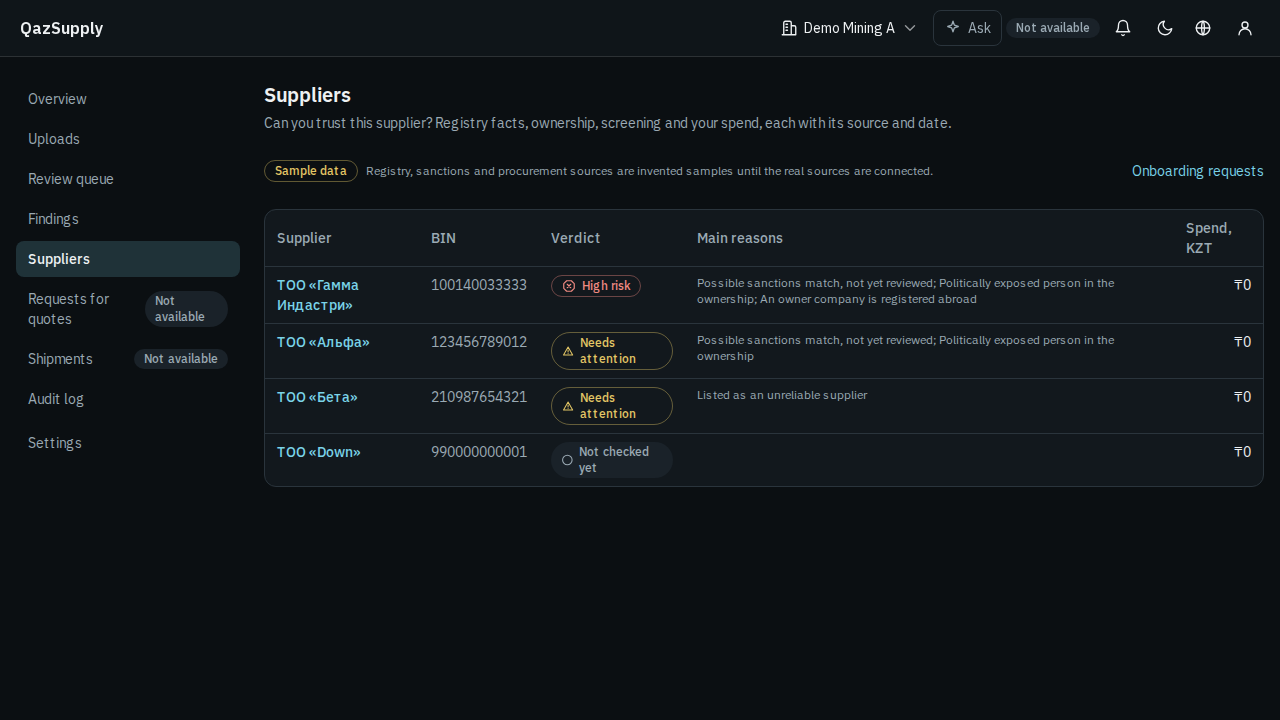 QazSupply
Demo Mining A
Ask
Not available
Overview
Uploads
Review queue
Findings
Suppliers
Requests for quotes
Not available
Shipments
Not available
Audit log
Settings
Suppliers
Can you trust this supplier? Registry facts, ownership, screening and your spend, each with its source and date.
Sample data
Registry, sanctions and procurement sources are invented samples until the real sources are connected.
Onboarding requests
Supplier BIN Verdict Main reasons Spend, KZT
ТОО «Гамма Индастри» 100140033333 High risk Possible sanctions match, not yet reviewed; Politically exposed person in the ownership; An owner company is registered abroad ₸0
ТОО «Альфа» 123456789012 Needs attention Possible sanctions match, not yet reviewed; Politically exposed person in the ownership ₸0
ТОО «Бета» 210987654321 Needs attention Listed as an unreliable supplier ₸0
ТОО «Down» 990000000001 Not checked yet ₸0